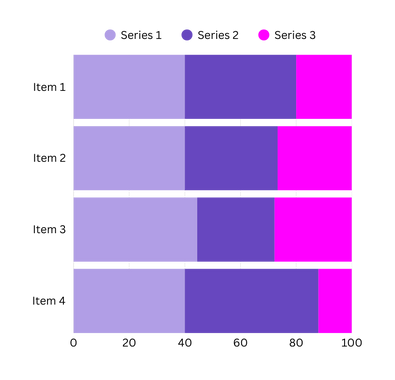 Series 1 Series 2 Series 3
Item 1
Item 2
Item 3
Item 4
0 20 40 60 80 100